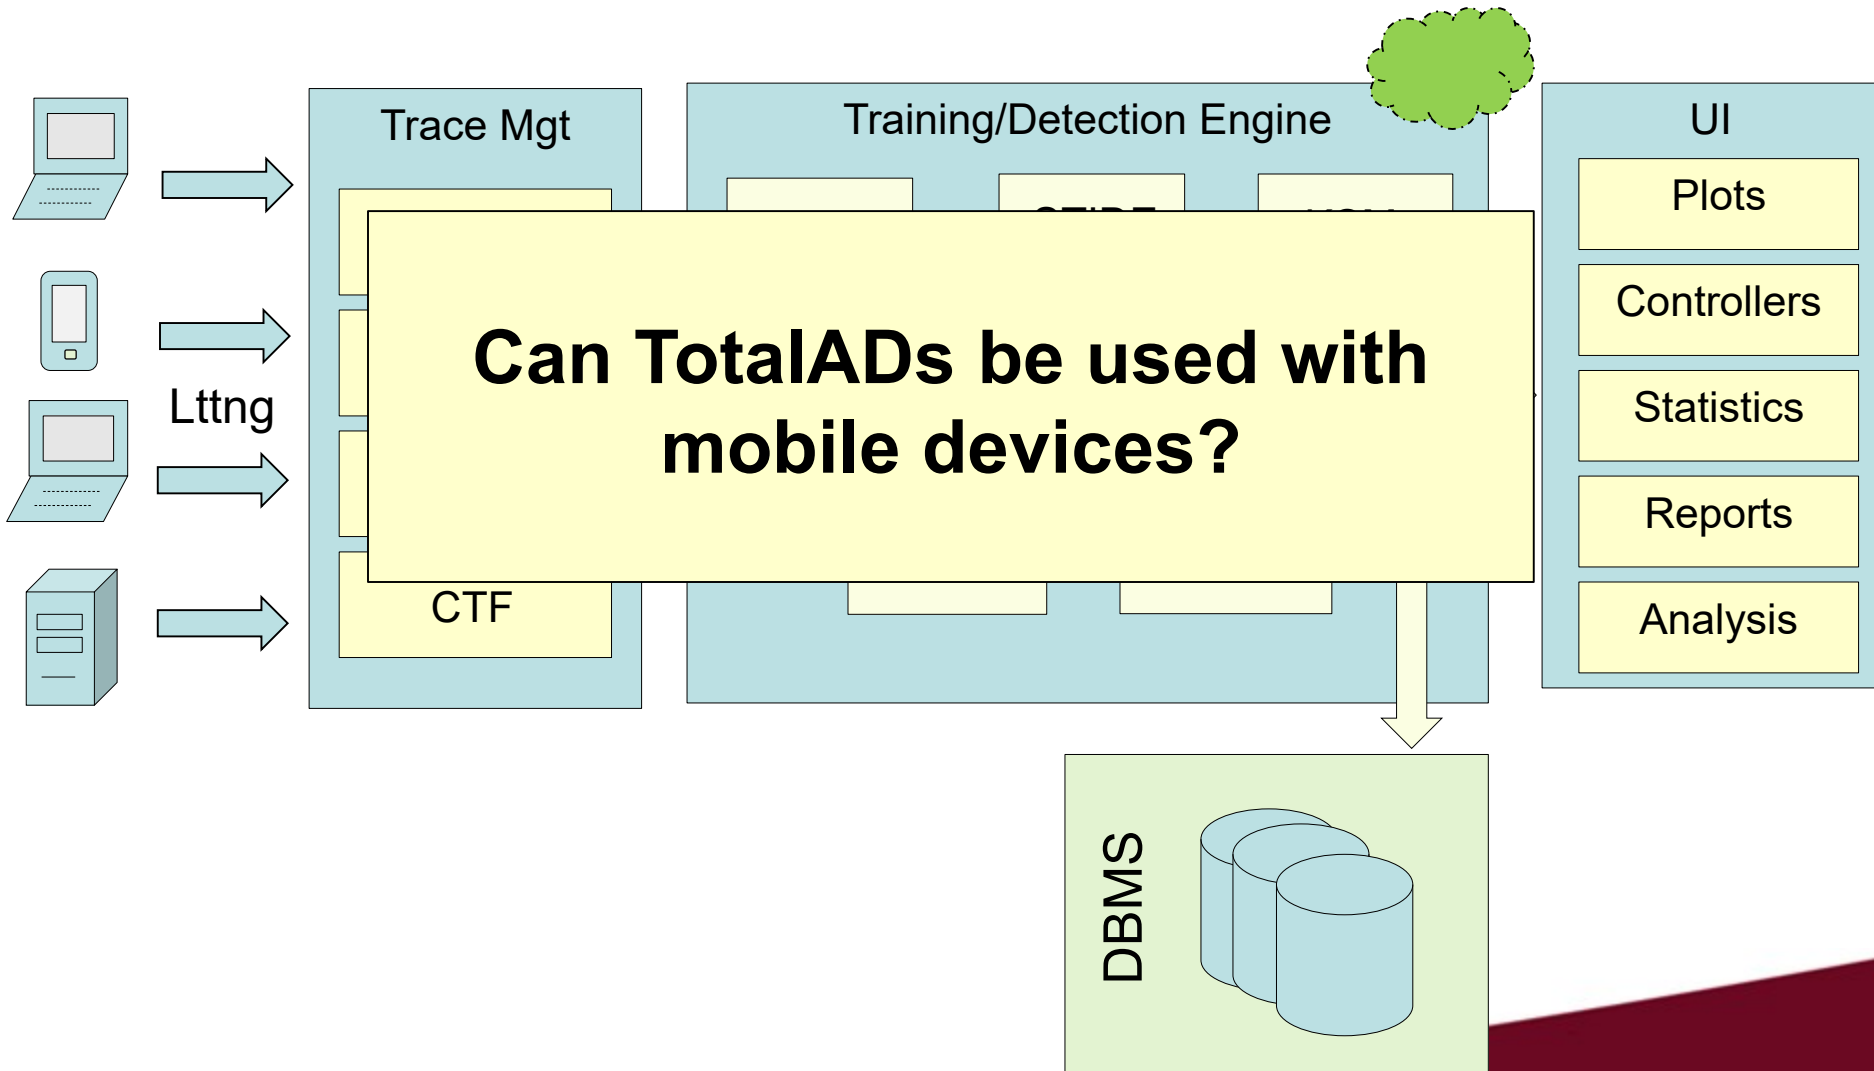 Trace Mgt
Training/Detection Engine
UI
Plots
Controllers
Statistics
Reports
Analysis
Lttng
Can TotalADs be used with
mobile devices?
CTF
DBMS